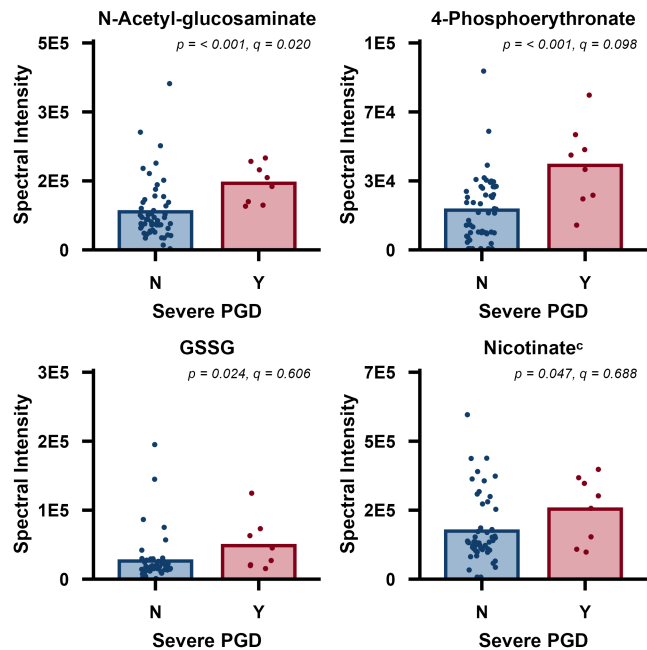 N-Acetyl-glucosaminate
p = < 0.001, q = 0.020
Spectral Intensity
5E5
3E5
2E5
0
N
Y
Severe PGD
4-Phosphoerythronate
p = < 0.001, q = 0.098
Spectral Intensity
1E5
7E4
3E4
0
N
Y
Severe PGD
GSSG
p = 0.024, q = 0.606
Spectral Intensity
3E5
2E5
1E5
0
N
Y
Severe PGD
Nicotinateᶜ
p = 0.047, q = 0.688
Spectral Intensity
7E5
5E5
2E5
0
N
Y
Severe PGD